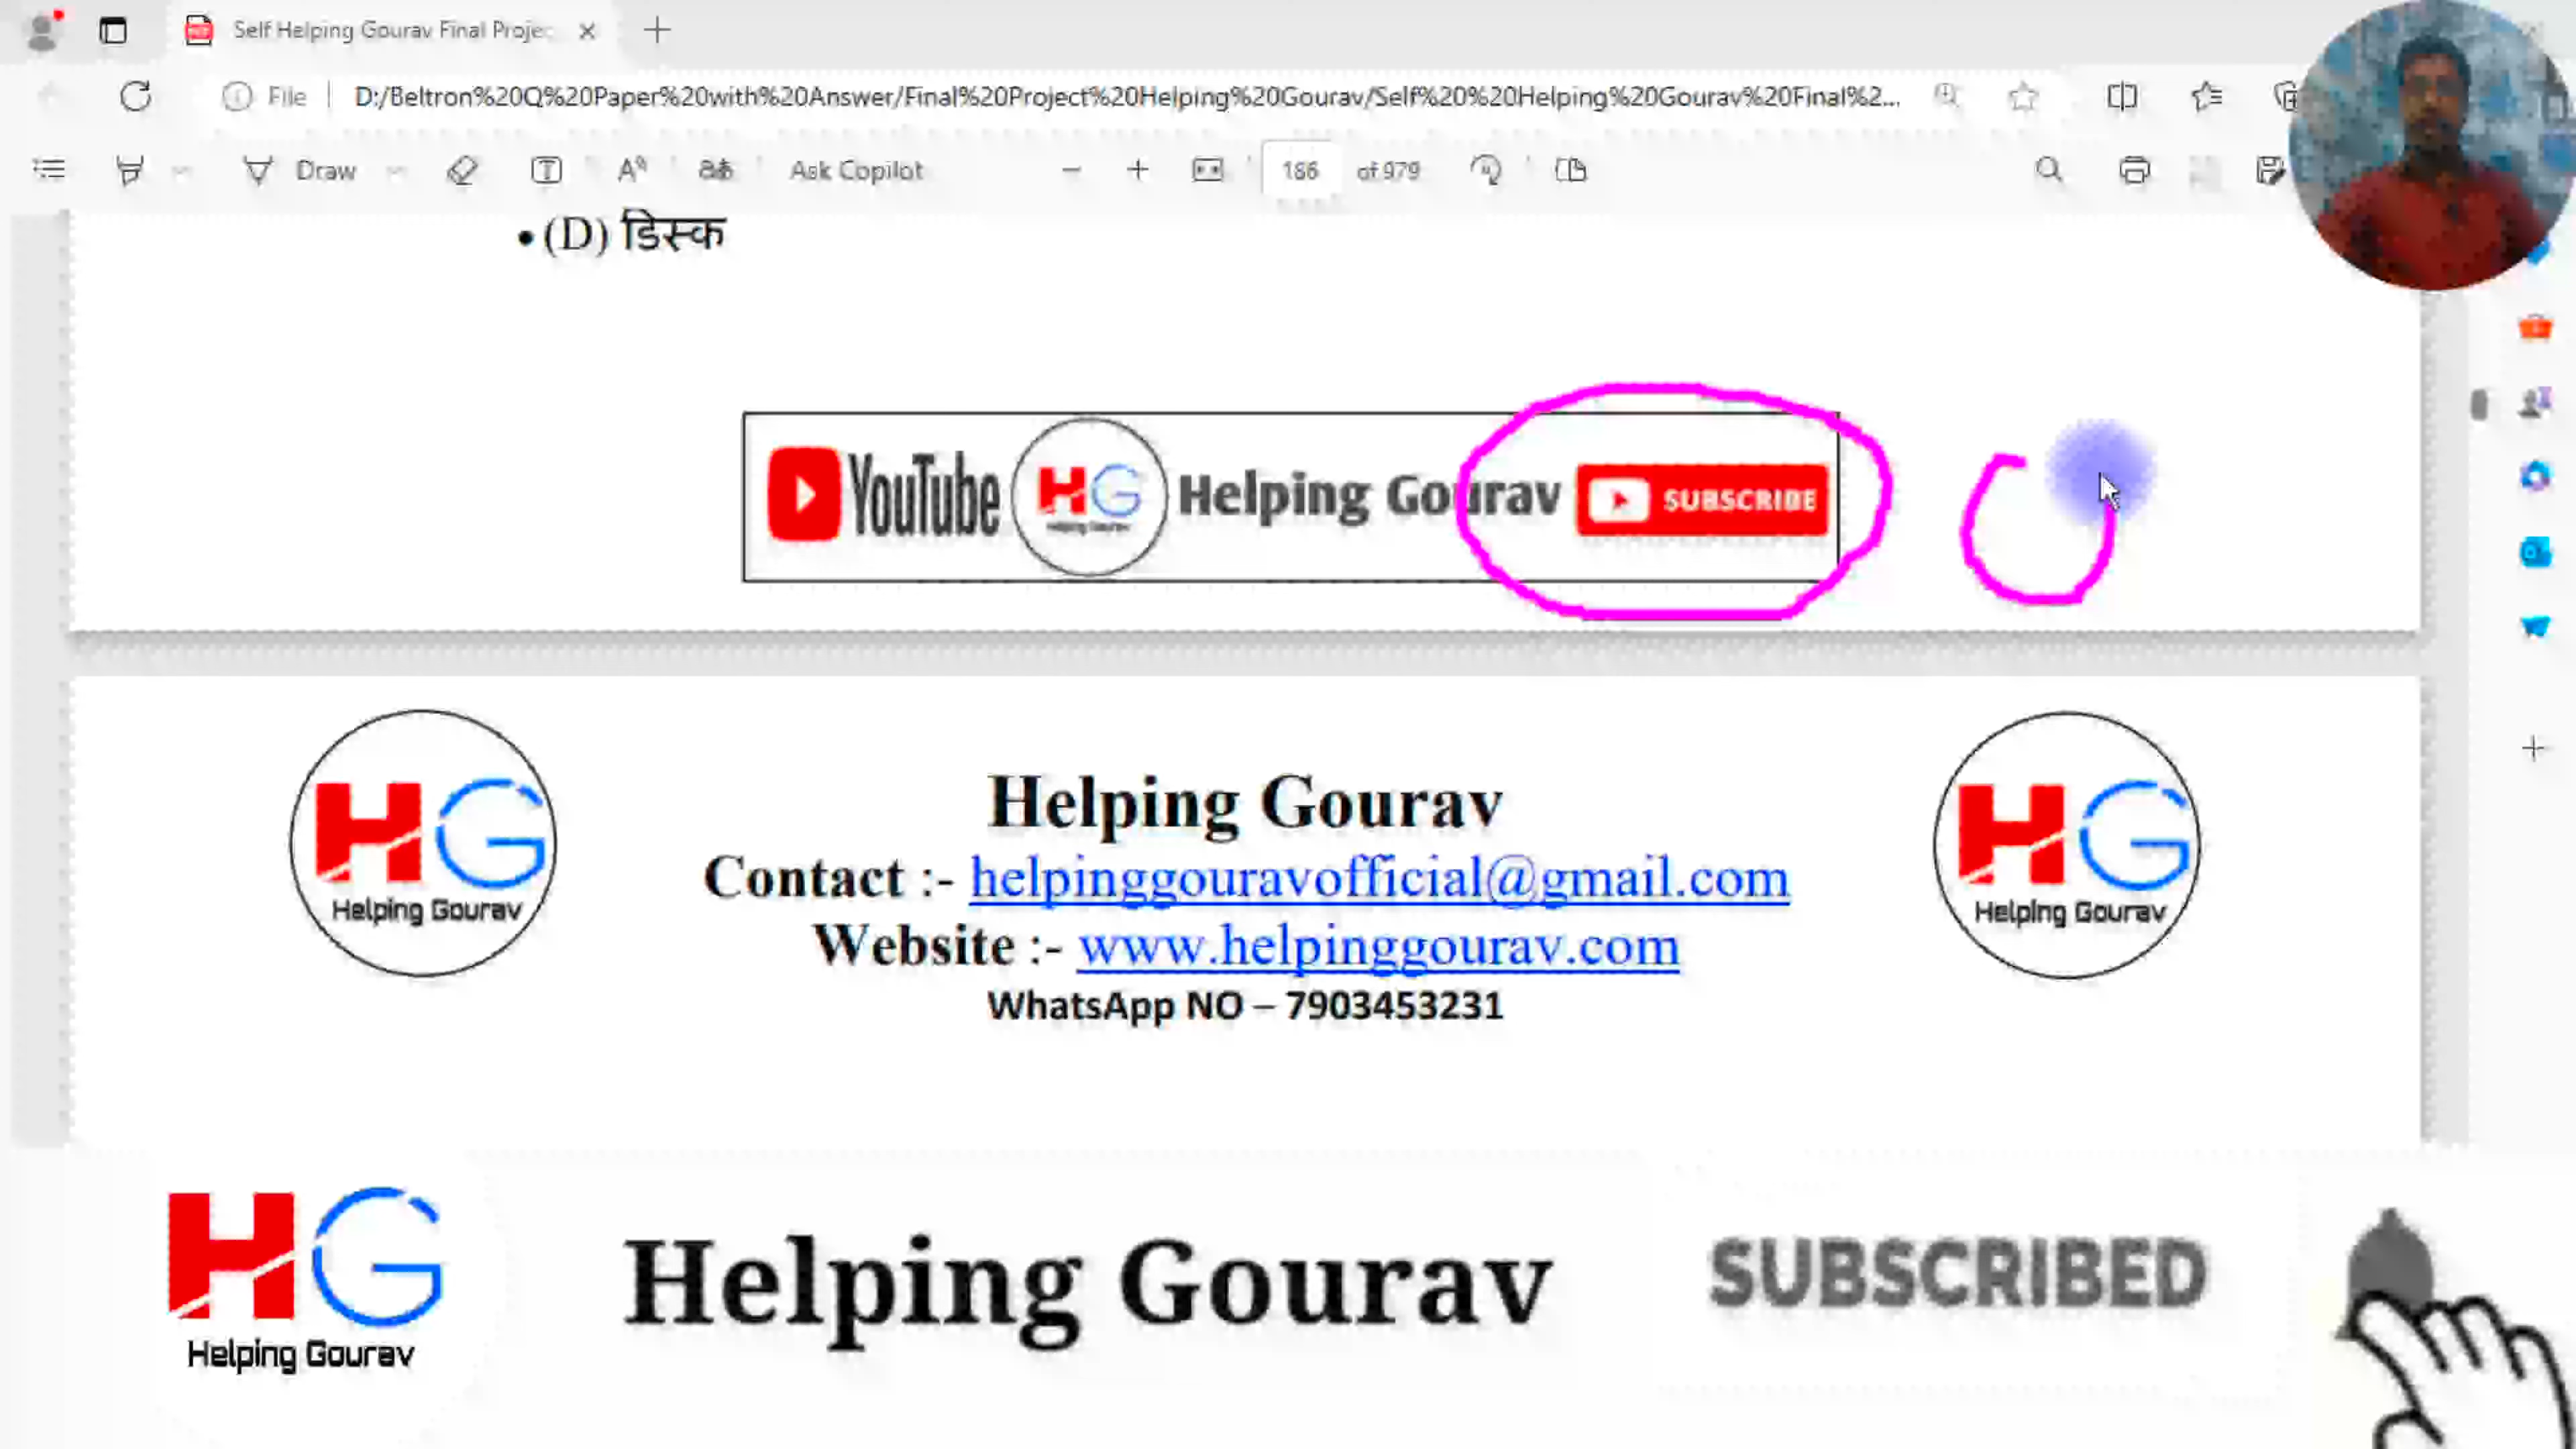 Self Helping Gourav Final Projec
File
D:/Beltron%20Q%20Paper%20with%20Answer/Final%20Project%20Helping%20Gourav/Self%20%20Helping%20Gourav%20Final%2...
Draw
Ask Copilot
186 of 979
• (D) डिस्क
YouTube HG Helping Gourav SUBSCRIBE
Helping Gourav
HG
Helping Gourav
Helping Gourav
Contact :- helpinggouravofficial@gmail.com
Website :- www.helpinggourav.com
WhatsApp NO – 7903453231
HG
Helping Gourav
HG
Helping Gourav
Helping Gourav
SUBSCRIBED